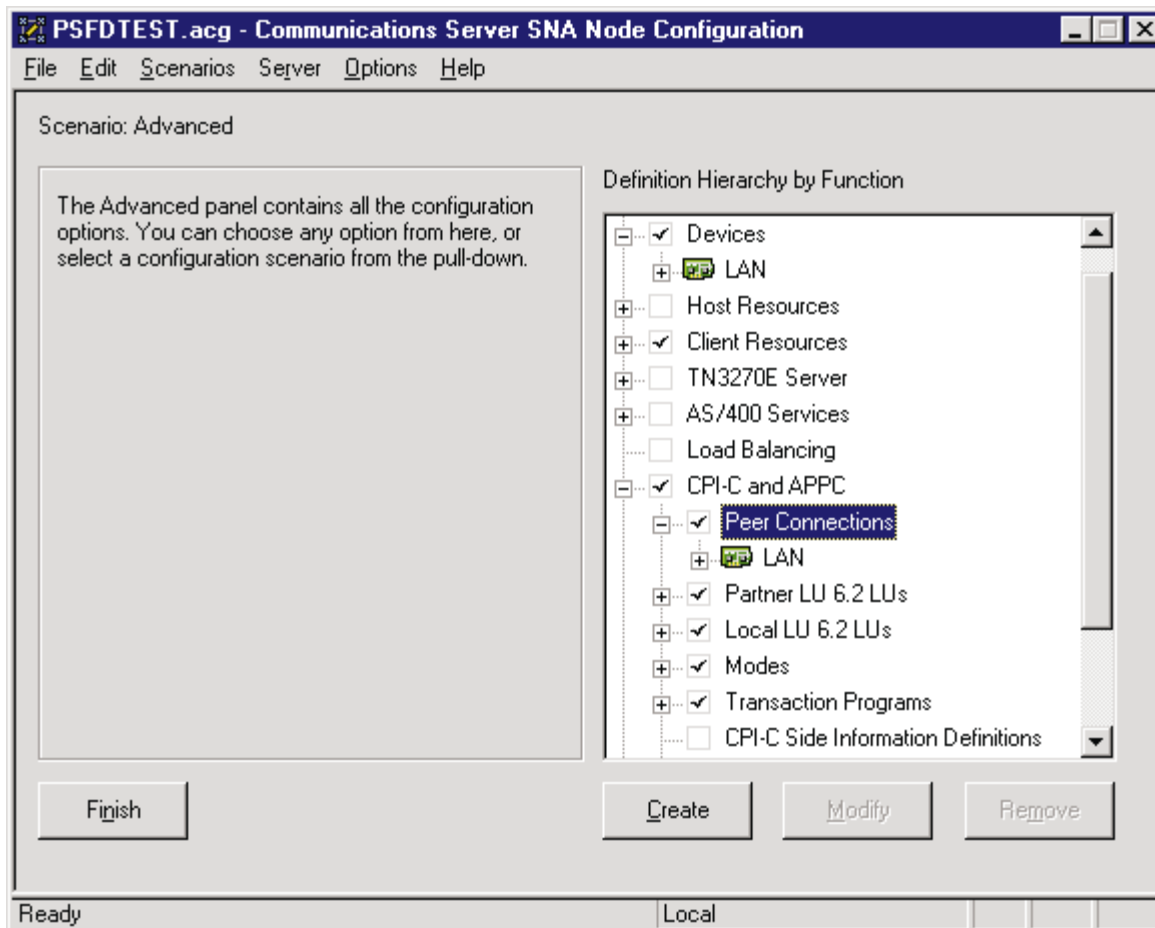 PSFDTEST.acg - Communications Server SNA Node Configuration
File Edit Scenarios Server Options Help
Scenario: Advanced
The Advanced panel contains all the configuration
options. You can choose any option from here, or
select a configuration scenario from the pull-down.
Definition Hierarchy by Function
Devices
LAN
Host Resources
Client Resources
TN3270E Server
AS/400 Services
Load Balancing
CPI-C and APPC
Peer Connections
LAN
Partner LU 6.2 LUs
Local LU 6.2 LUs
Modes
Transaction Programs
CPI-C Side Information Definitions
Finish
Create
Modify
Remove
Ready
Local